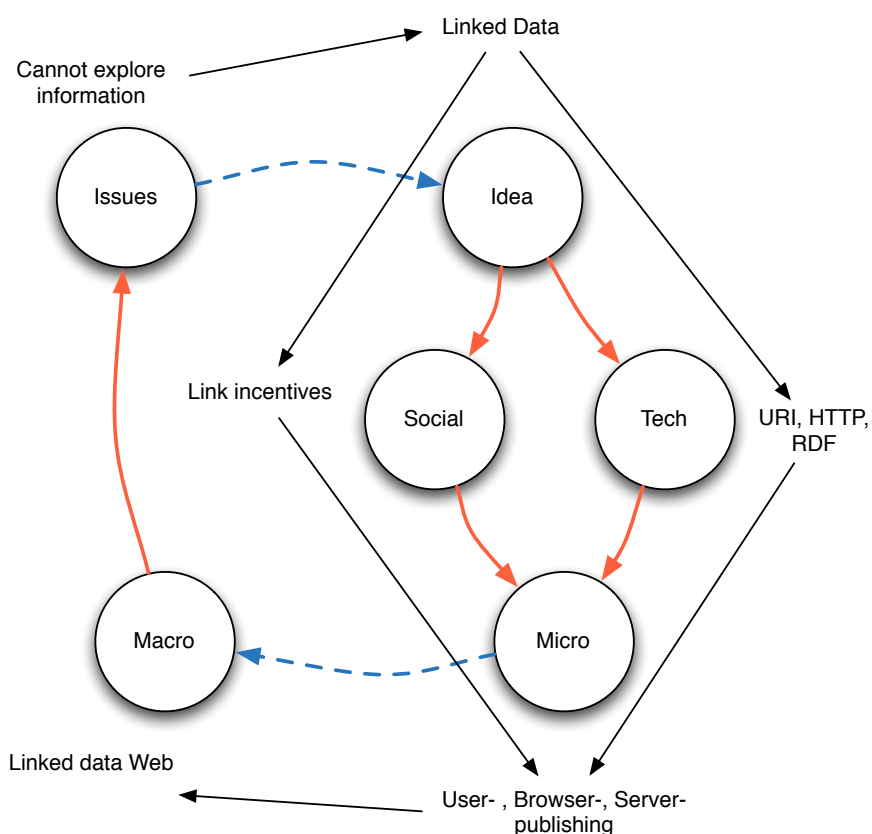 Linked Data
Cannot explore
information
Issues
Idea
Link incentives
Social
Tech
URI, HTTP,
RDF
Macro
Micro
Linked data Web
User- , Browser-, Server-
publishing